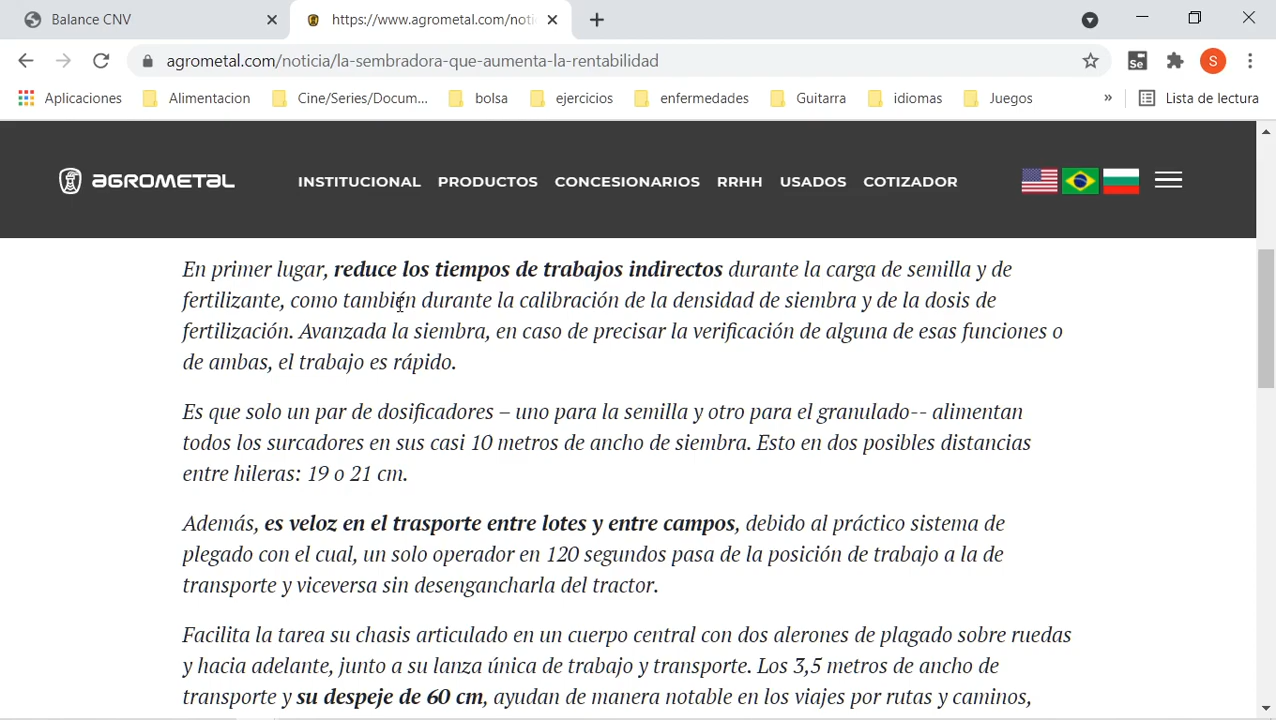 Balance CNV
https://www.agrometal.com/noti
agrometal.com/noticia/la-sembradora-que-aumenta-la-rentabilidad
Se
S
Aplicaciones
Alimentacion
Cine/Series/Docum...
bolsa
ejercicios
enfermedades
Guitarra
idiomas
Juegos
»
Lista de lectura
AGROMETAL
INSTITUCIONAL
PRODUCTOS
CONCESIONARIOS
RRHH
USADOS
COTIZADOR
En primer lugar, reduce los tiempos de trabajos indirectos durante la carga de semilla y de
fertilizante, como también durante la calibración de la densidad de siembra y de la dosis de
fertilización. Avanzada la siembra, en caso de precisar la verificación de alguna de esas funciones o
de ambas, el trabajo es rápido.
Es que solo un par de dosificadores – uno para la semilla y otro para el granulado-- alimentan
todos los surcadores en sus casi 10 metros de ancho de siembra. Esto en dos posibles distancias
entre hileras: 19 o 21 cm.
Además, es veloz en el trasporte entre lotes y entre campos, debido al práctico sistema de
plegado con el cual, un solo operador en 120 segundos pasa de la posición de trabajo a la de
transporte y viceversa sin desengancharla del tractor.
Facilita la tarea su chasis articulado en un cuerpo central con dos alerones de plagado sobre ruedas
y hacia adelante, junto a su lanza única de trabajo y transporte. Los 3,5 metros de ancho de
transporte y su despeje de 60 cm, ayudan de manera notable en los viajes por rutas y caminos,